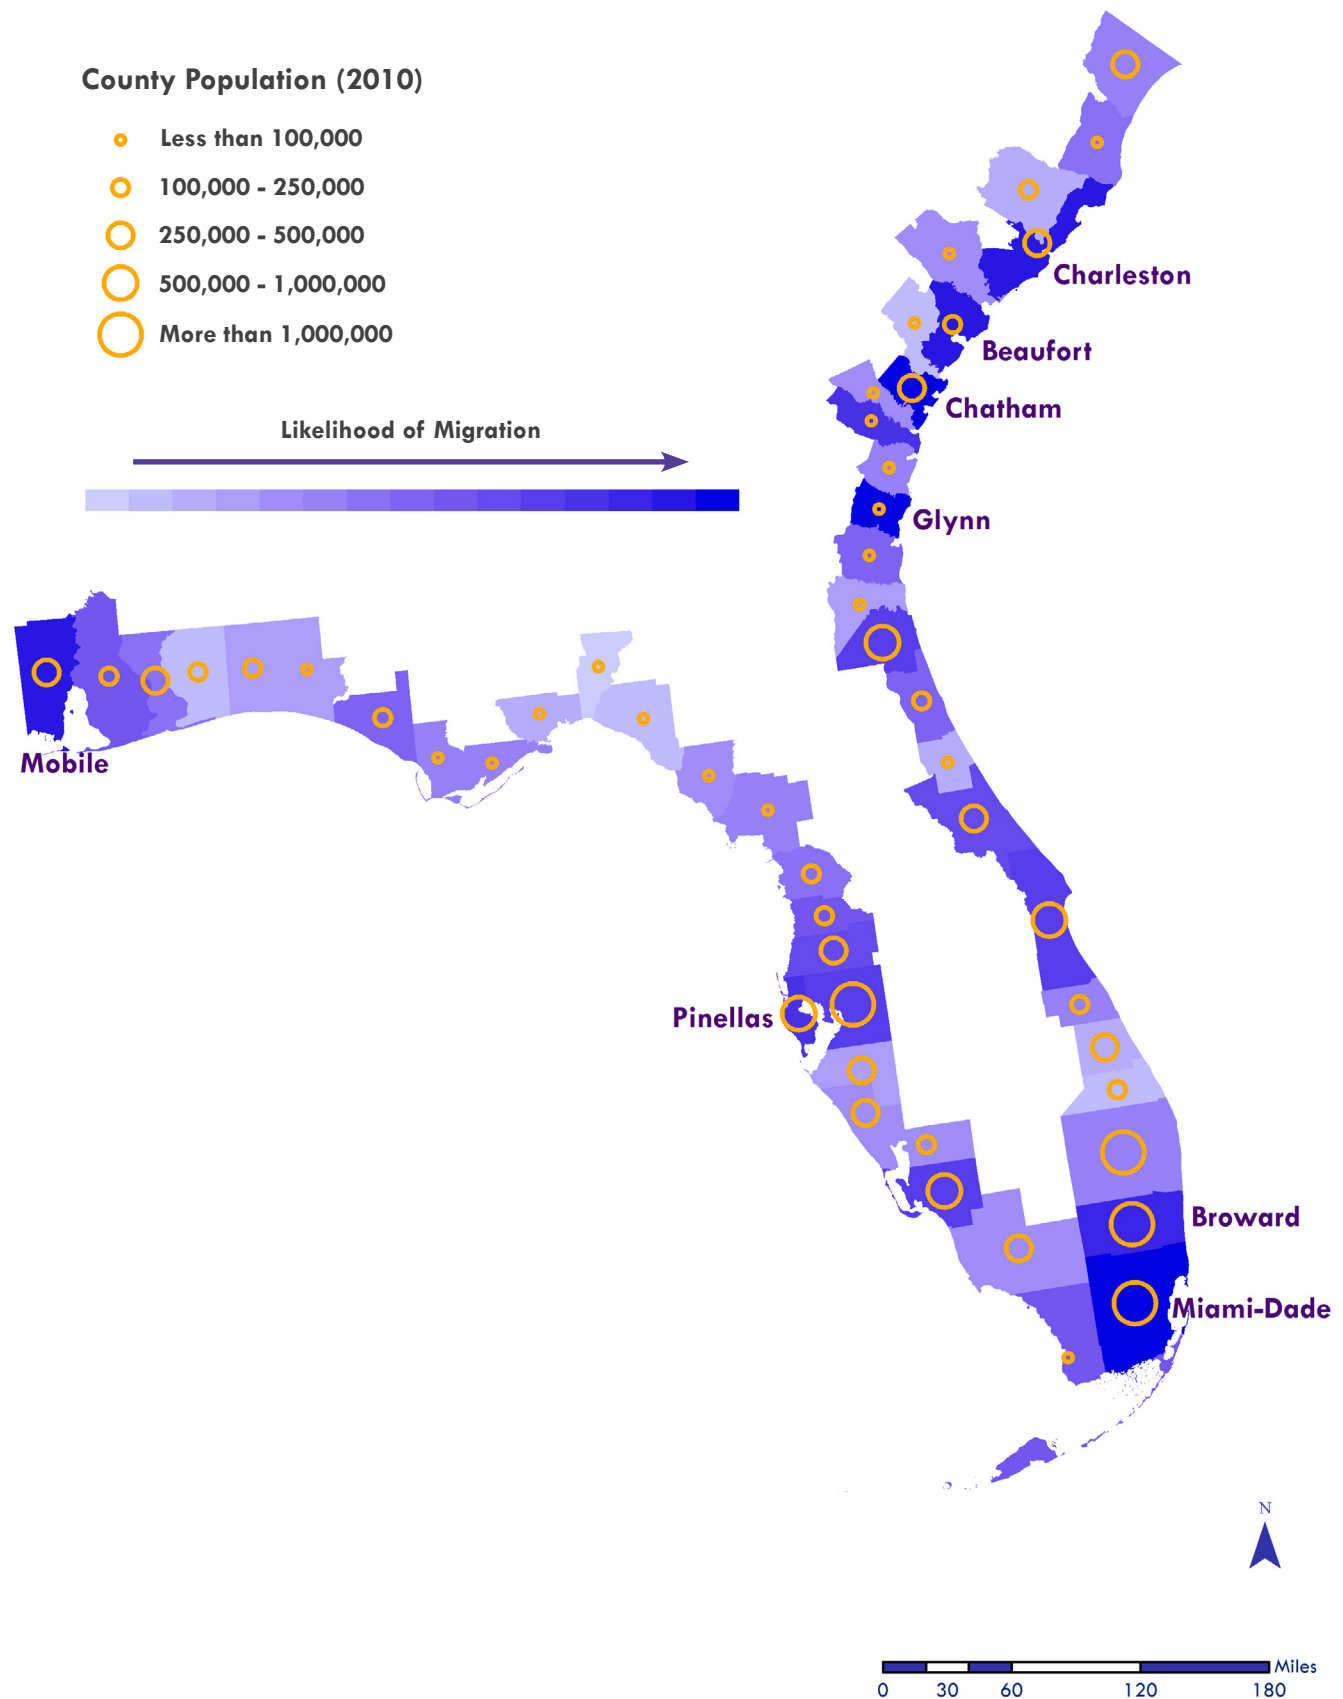 County Population (2010)
Less than 100,000
100,000 - 250,000
250,000 - 500,000
500,000 - 1,000,000
More than 1,000,000
Likelihood of Migration
Charleston
Beaufort
Chatham
Glynn
Mobile
Pinellas
Broward
Miami-Dade
N
Miles
0 30 60 120 180